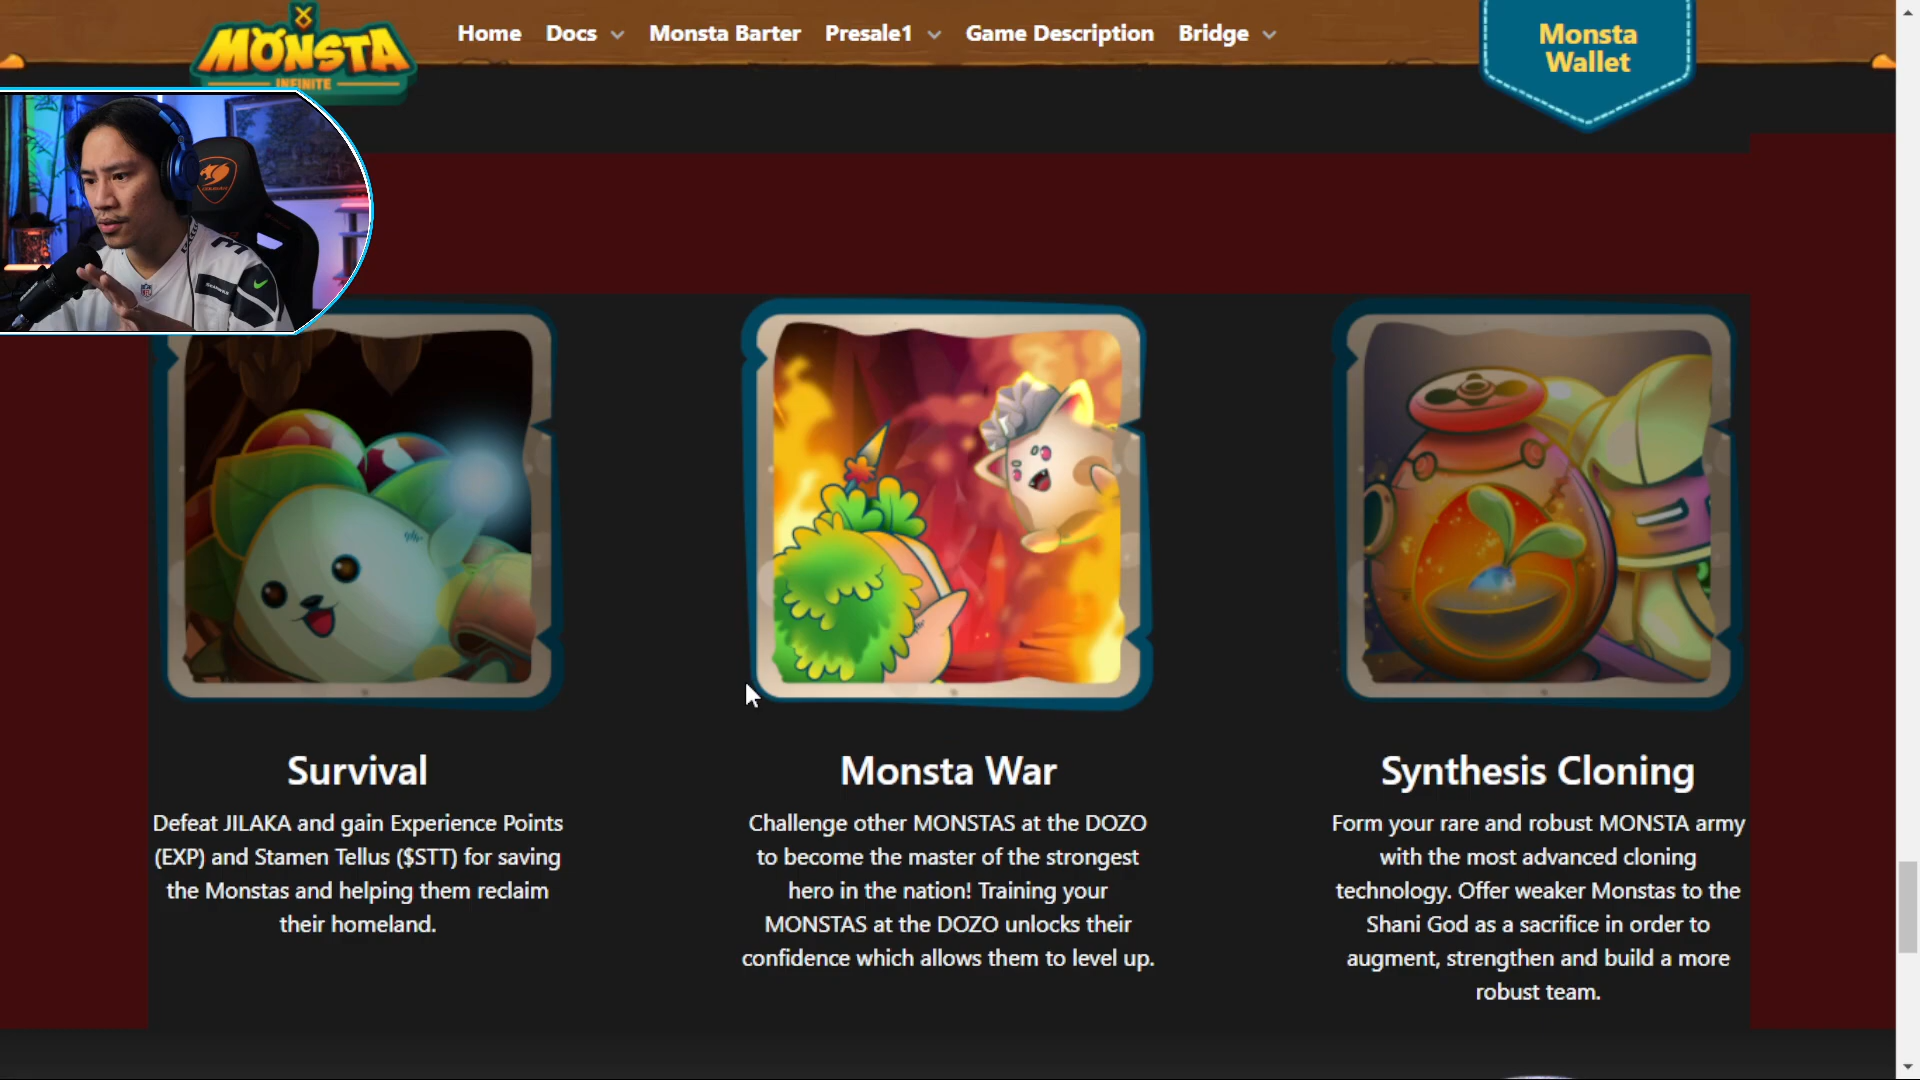 MONSTA
INFINITE
Home
Docs
Monsta Barter
Presale1
Game Description
Bridge
Monsta
Wallet
Survival
Defeat JILAKA and gain Experience Points
(EXP) and Stamen Tellus ($STT) for saving
the Monstas and helping them reclaim
their homeland.
Monsta War
Challenge other MONSTAS at the DOZO
to become the master of the strongest
hero in the nation! Training your
MONSTAS at the DOZO unlocks their
confidence which allows them to level up.
Synthesis Cloning
Form your rare and robust MONSTA army
with the most advanced cloning
technology. Offer weaker Monstas to the
Shani God as a sacrifice in order to
augment, strengthen and build a more
robust team.